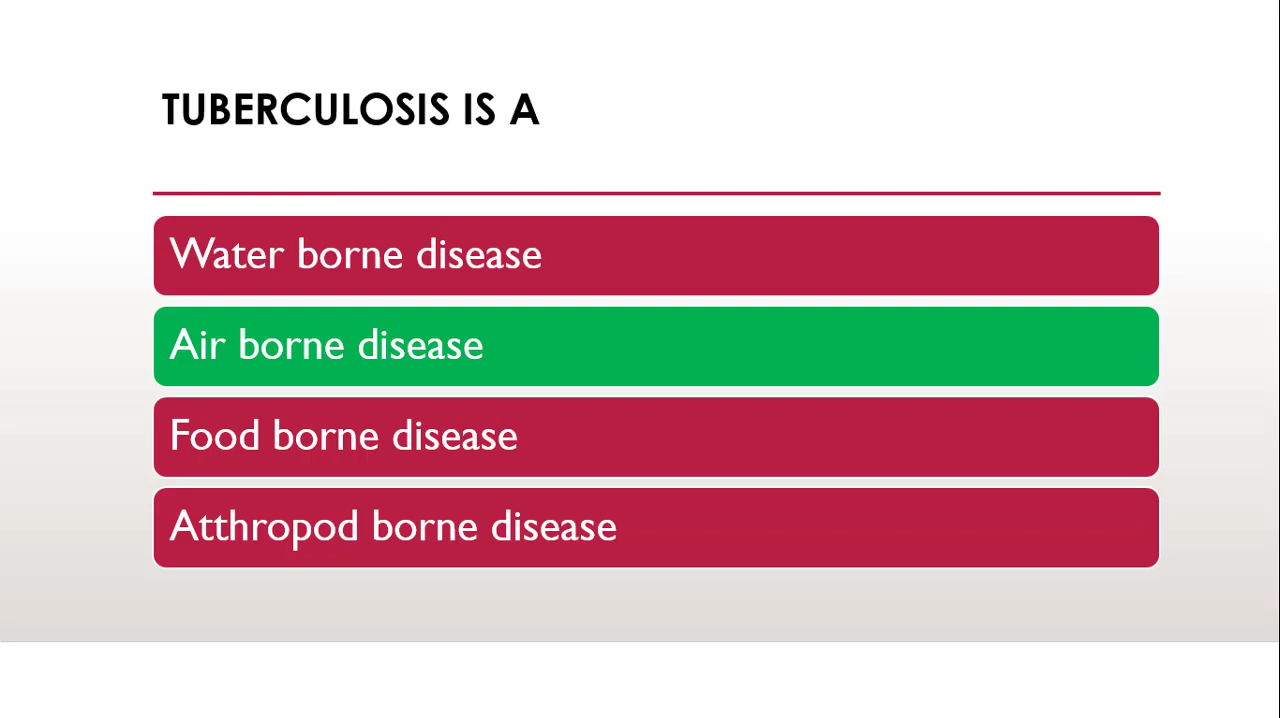 TUBERCULOSIS IS A
Water borne disease
Air borne disease
Food borne disease
Atthropod borne disease